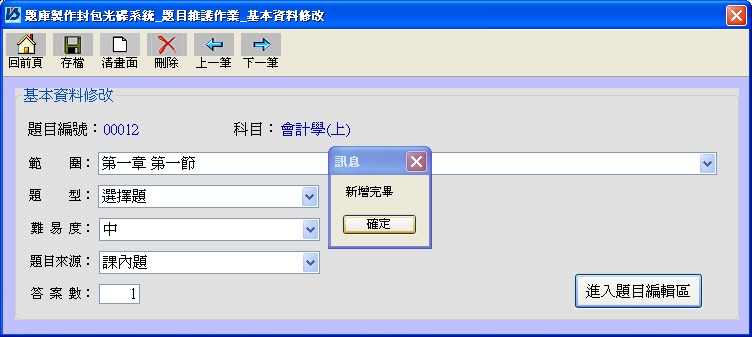 題庫製作封包光碟系統_題目維護作業_基本資料修改
回前頁 存檔 清畫面 刪除 上一筆 下一筆
基本資料修改
題目編號：00012 科目：會計學(上)
範 圍：第一章 第一節
訊息
新增完畢
確定
題 型：選擇題
難 易 度：中
題目來源：課內題
答 案 數：1
進入題目編輯區